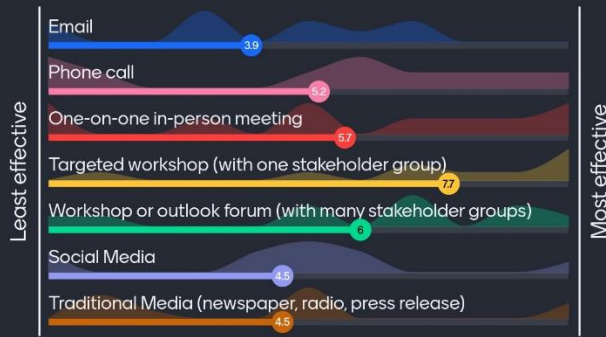 Email
3.9
Phone call
5.2
One-on-one in-person meeting
5.7
Targeted workshop (with one stakeholder group)
7.7
Workshop or outlook forum (with many stakeholder groups)
6
Social Media
4.5
Traditional Media (newspaper, radio, press release)
4.5
Least effective
Most effective